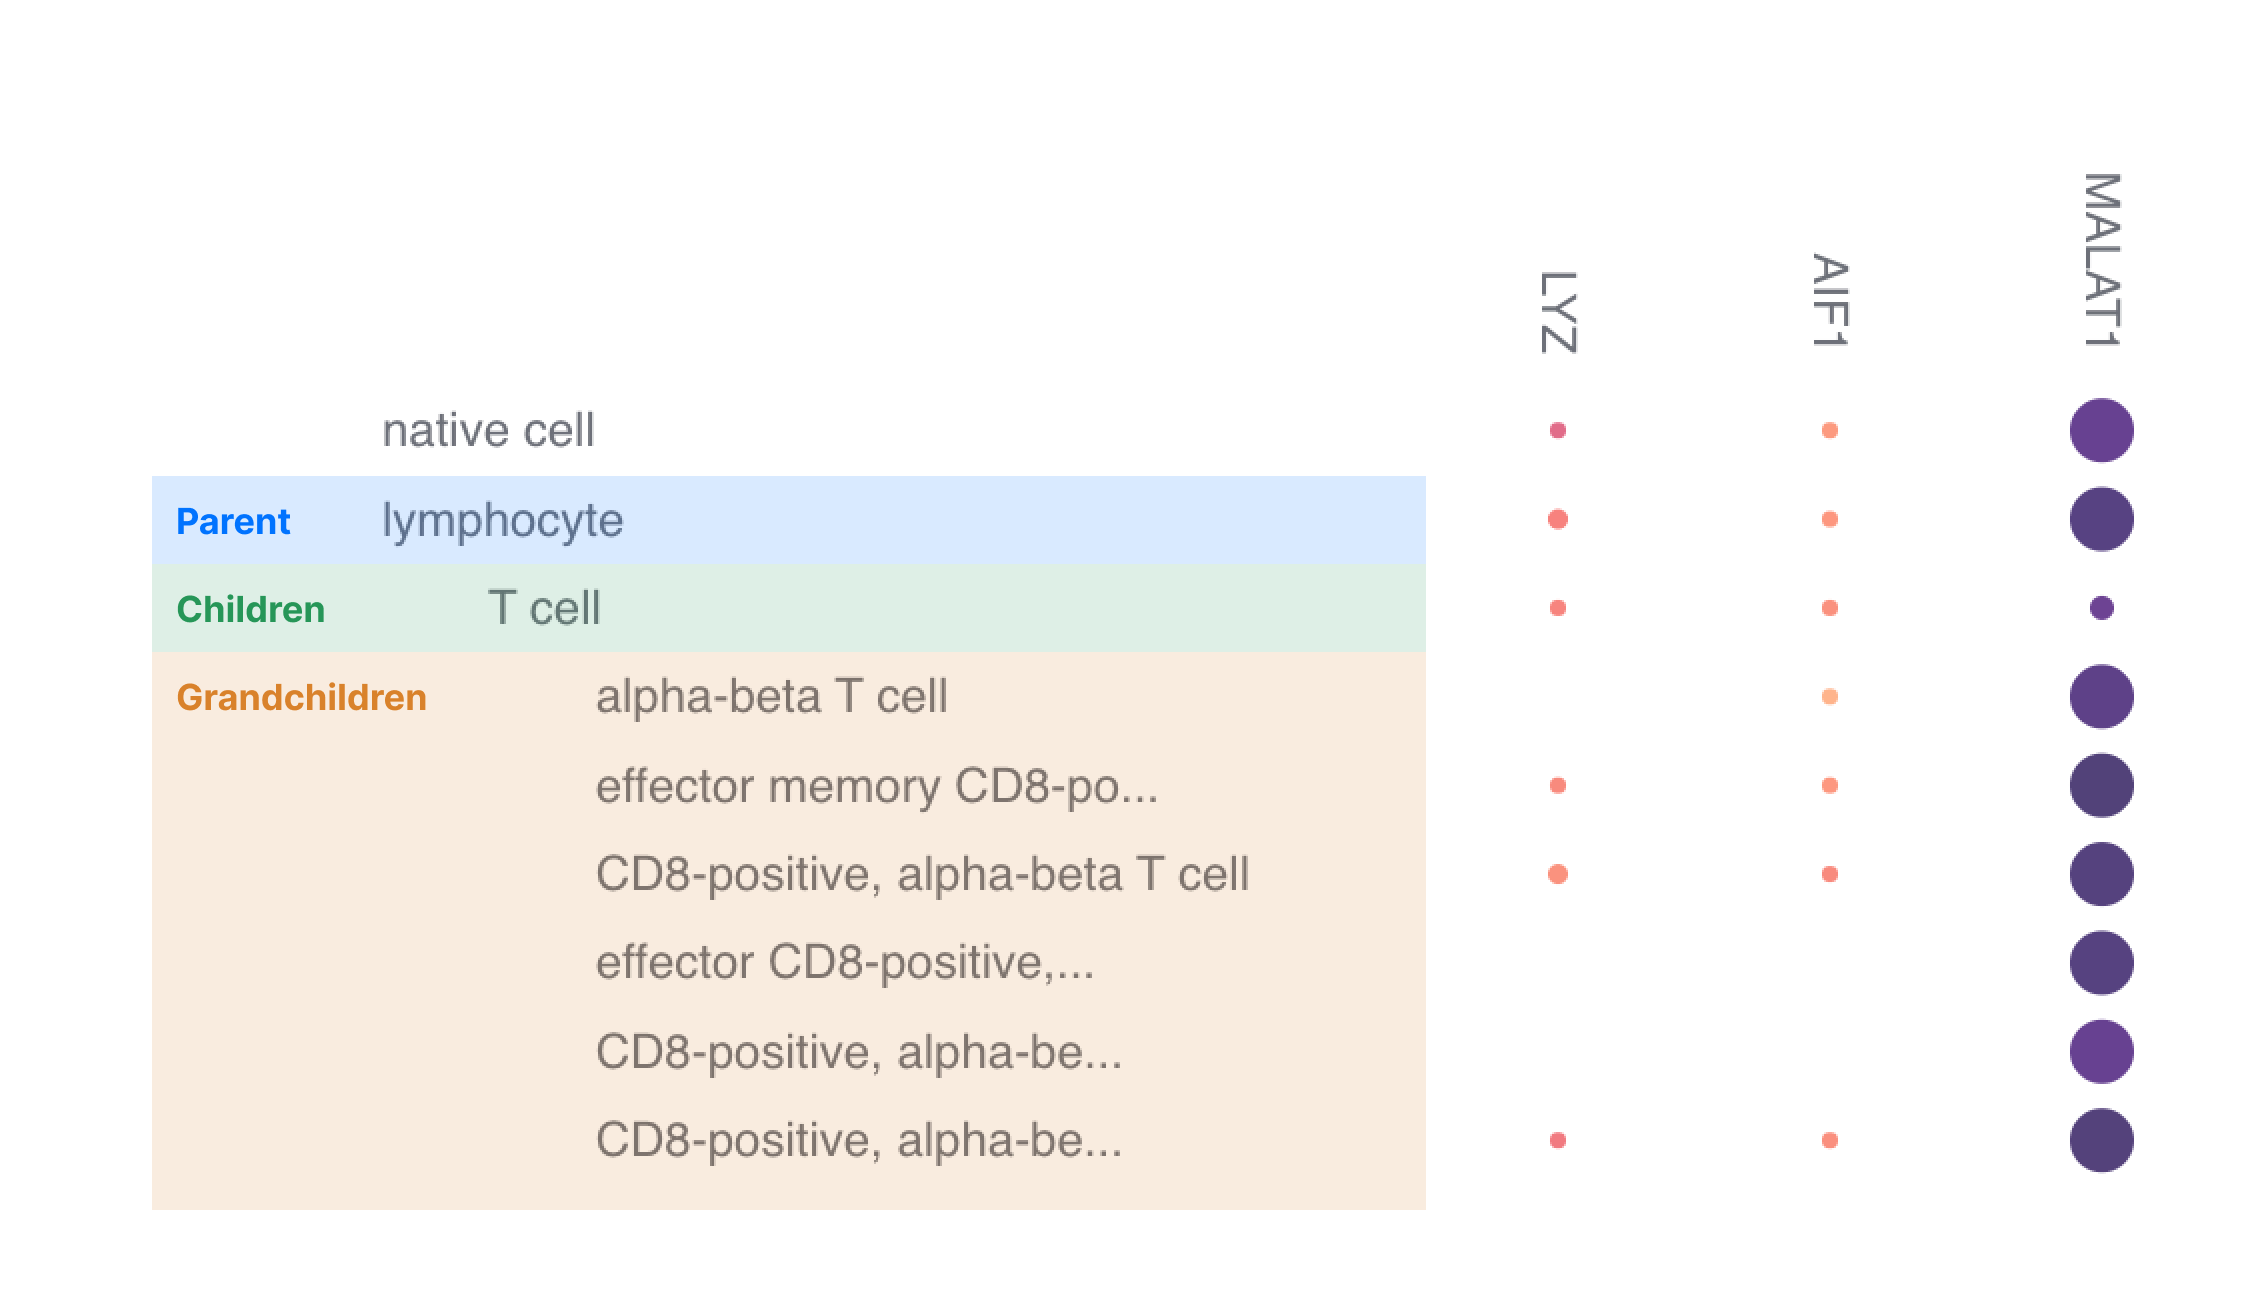 MALAT1
AIF1
LYZ
native cell
Parent lymphocyte
Children T cell
Grandchildren alpha-beta T cell
effector memory CD8-po...
CD8-positive, alpha-beta T cell
effector CD8-positive,...
CD8-positive, alpha-be...
CD8-positive, alpha-be...